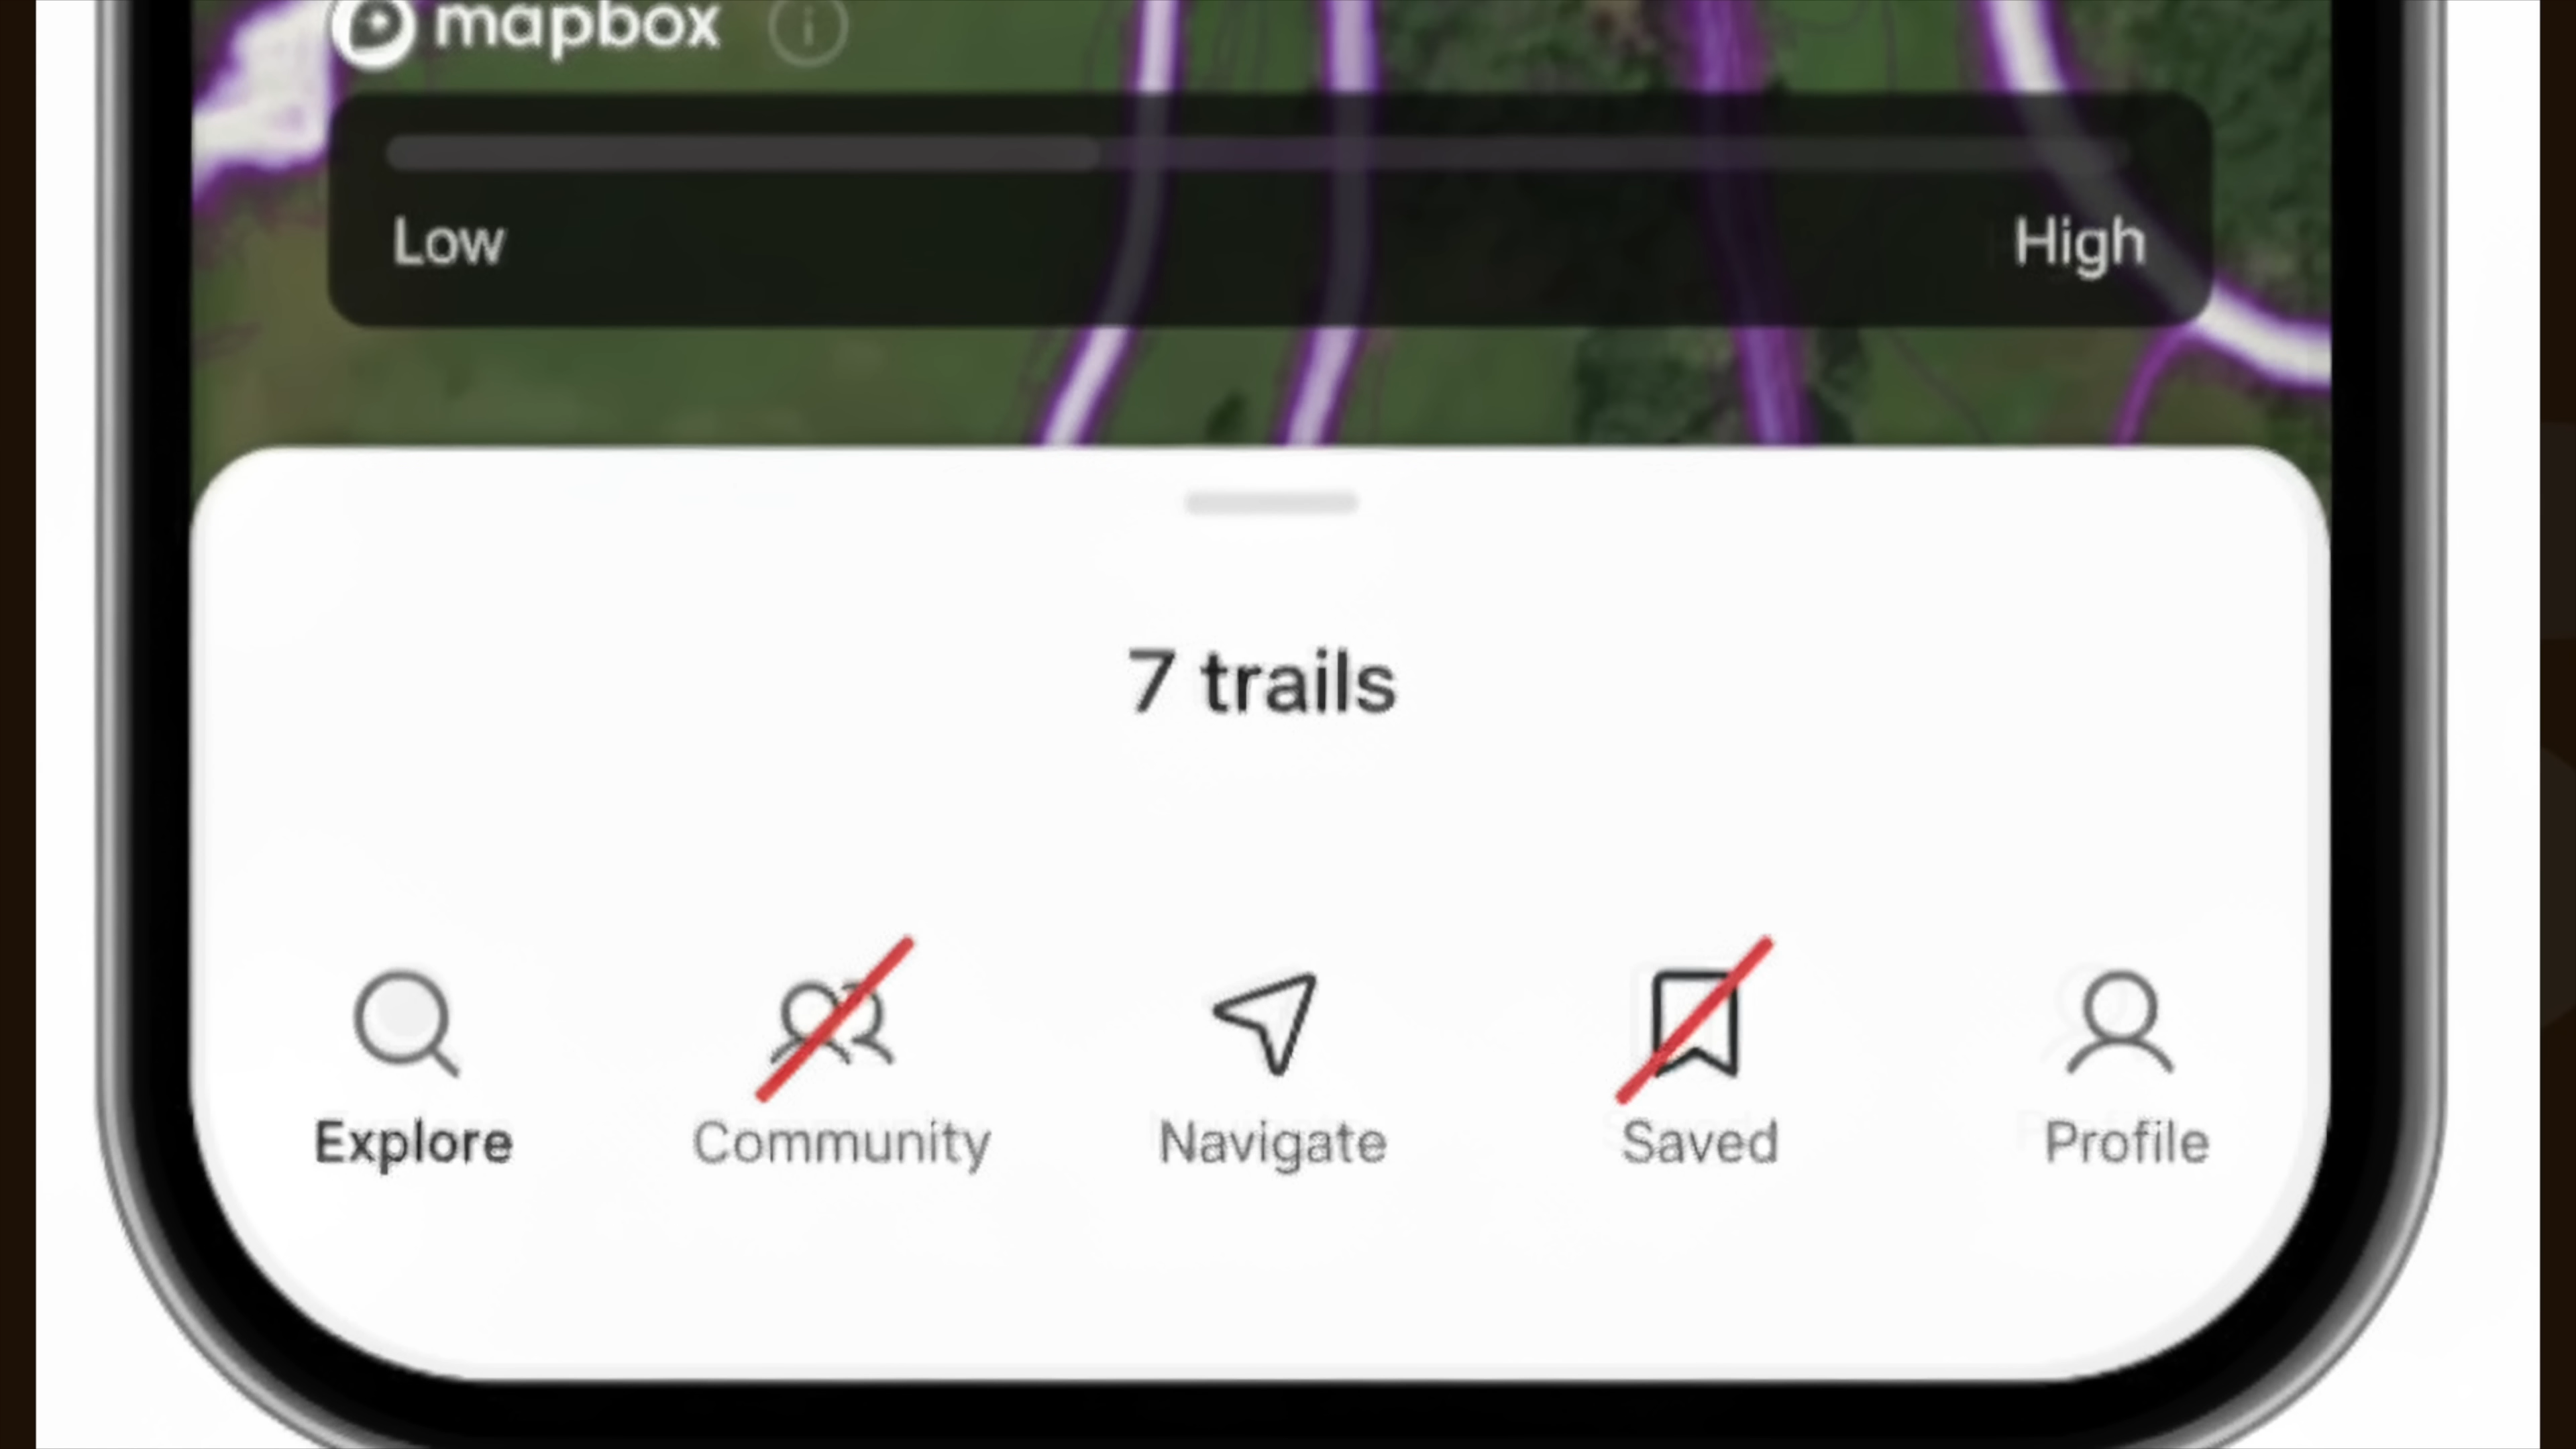 mapbox
Low
High
7 trails
Explore
Community
Navigate
Saved
Profile